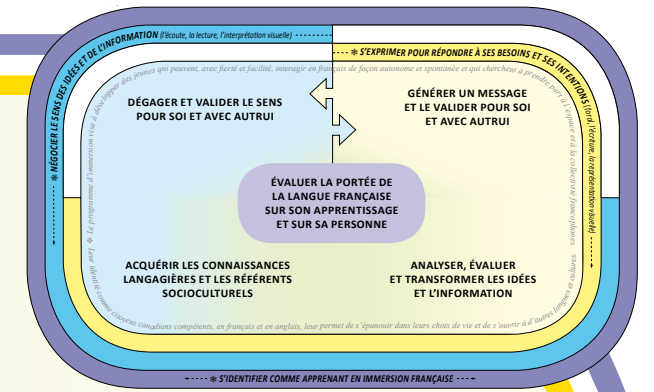 ✻ NÉGOCIER LE SENS DES IDÉES ET DE L'INFORMATION (l'écoute, la lecture, l'interprétation visuelle)
✻ S'EXPRIMER POUR RÉPONDRE À SES BESOINS ET SES INTENTIONS (l'oral, l'écriture, la représentation visuelle)
❖ Le programme d'immersion vise à développer des jeunes qui peuvent, avec fierté et facilité, interagir en français de façon autonome et spontanée et qui cherchent à prendre part à l'espace et à la collectivité francophones.
Leur identité comme citoyens canadiens compétents, en français et en anglais, leur permet de s'épanouir dans leurs choix de vie et de s'ouvrir à d'autres langues et cultures.
DÉGAGER ET VALIDER LE SENS
POUR SOI ET AVEC AUTRUI
GÉNÉRER UN MESSAGE
ET LE VALIDER POUR SOI
ET AVEC AUTRUI
ÉVALUER LA PORTÉE DE
LA LANGUE FRANÇAISE
SUR SON APPRENTISSAGE
ET SUR SA PERSONNE
ACQUÉRIR LES CONNAISSANCES
LANGAGIÈRES ET LES RÉFÉRENTS
SOCIOCULTURELS
ANALYSER, ÉVALUER
ET TRANSFORMER LES IDÉES
ET L'INFORMATION
✻ S'IDENTIFIER COMME APPRENANT EN IMMERSION FRANÇAISE